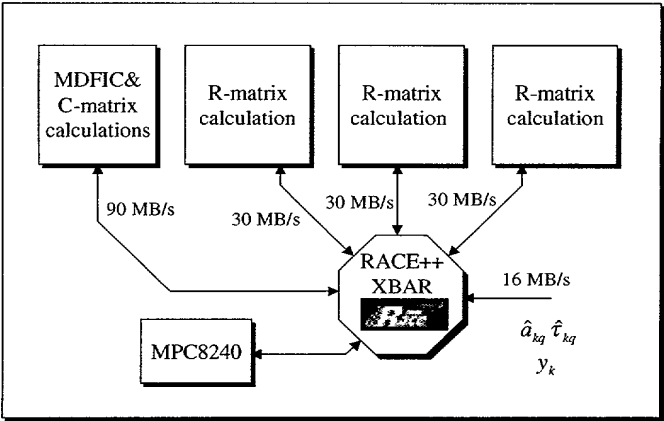 MDFIC&
C-matrix
calculations
R-matrix
calculation
R-matrix
calculation
R-matrix
calculation
90 MB/s
30 MB/s
30 MB/s
30 MB/s
RACE++
XBAR
16 MB/s
MPC8240
â_kq τ̂_kq
y_k